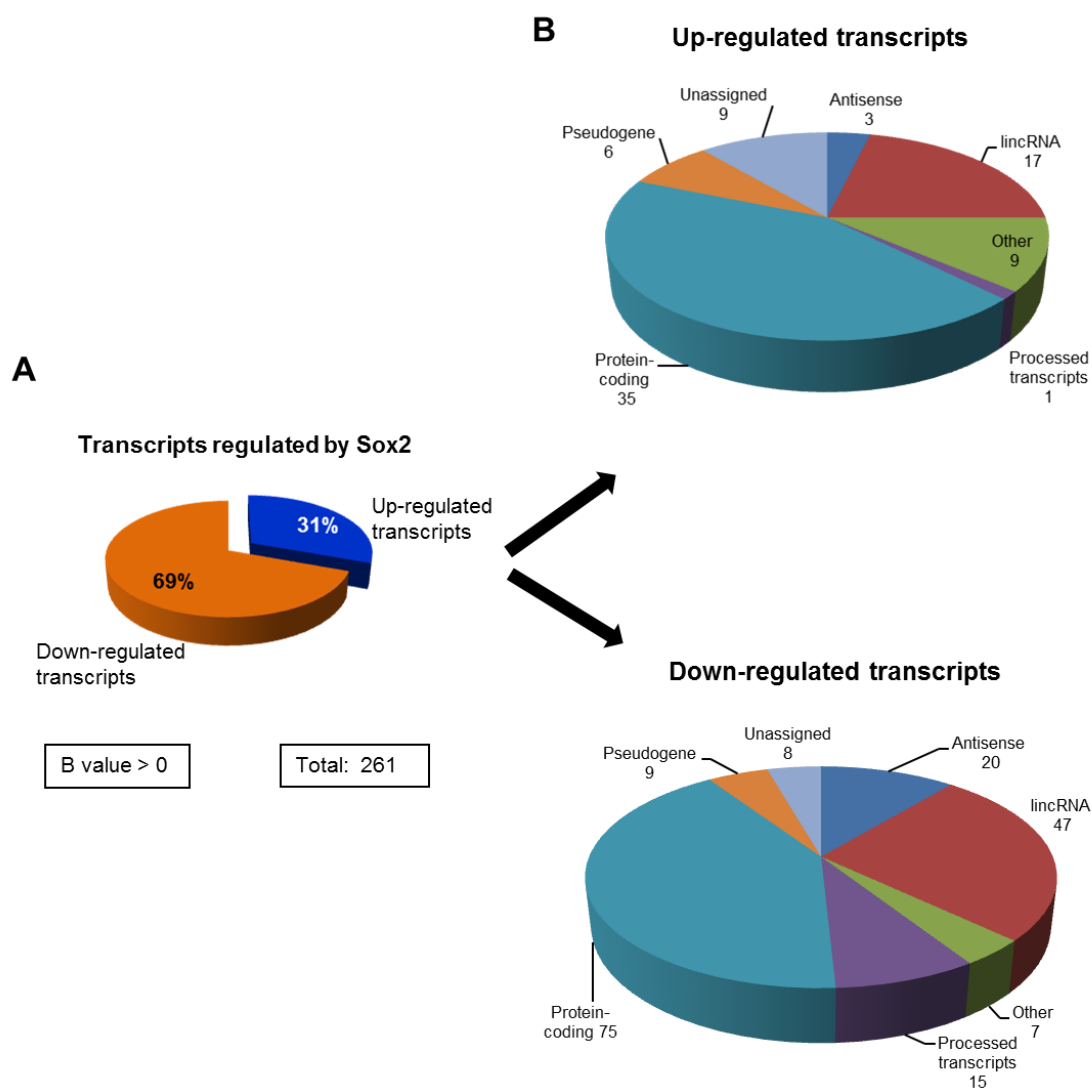 B
Up-regulated transcripts
Unassigned
9
Antisense
3
Pseudogene
6
lincRNA
17
Other
9
Protein-
coding
35
Processed
transcripts
1
A
Transcripts regulated by Sox2
Up-regulated
transcripts
31%
69%
Down-regulated
transcripts
B value > 0
Total: 261
Down-regulated transcripts
Unassigned
8
Antisense
20
Pseudogene
9
lincRNA
47
Protein-
coding 75
Other
7
Processed
transcripts
15